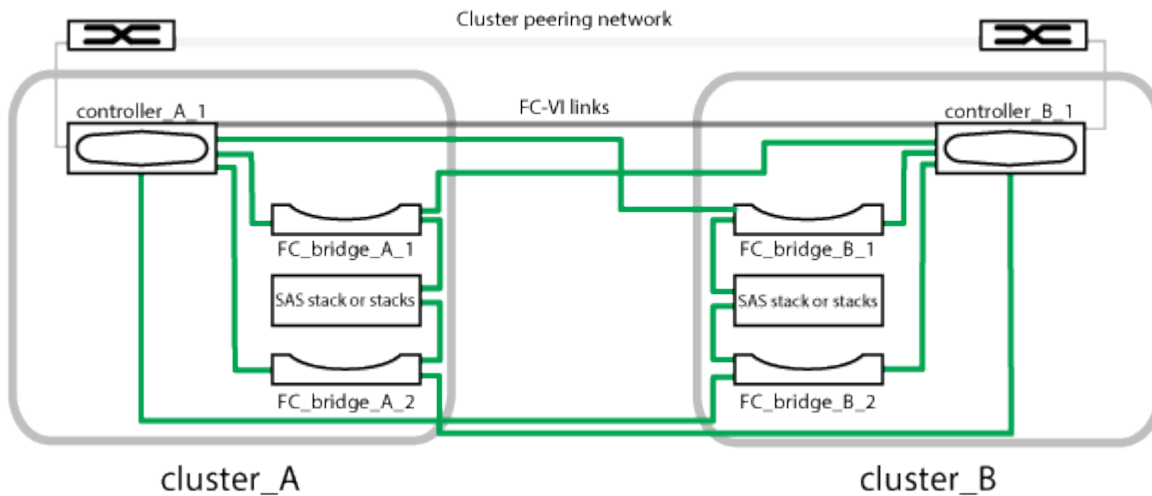 Cluster peering network
controller_A_1
FC-VI links
controller_B_1
FC_bridge_A_1
FC_bridge_B_1
SAS stack or stacks
SAS stack or stacks
FC_bridge_A_2
FC_bridge_B_2
cluster_A
cluster_B